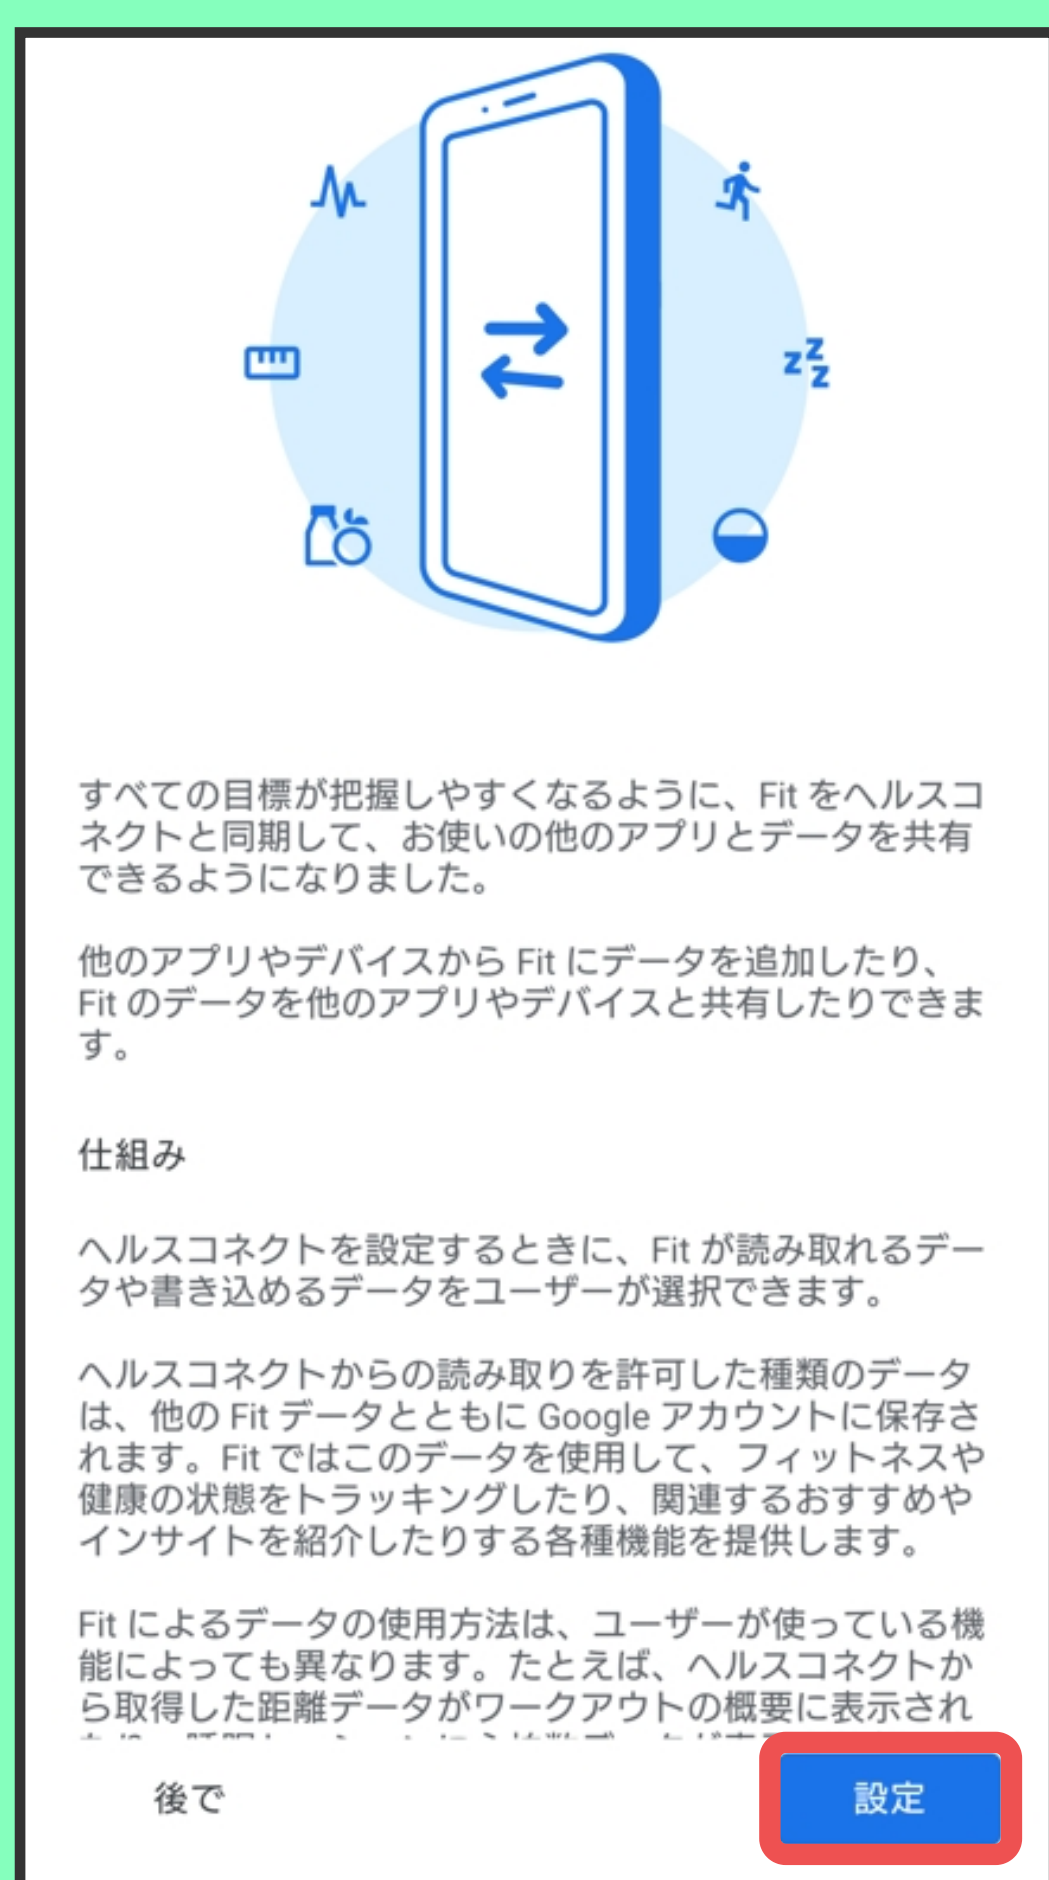 すべての目標が把握しやすくなるように、Fit をヘルスコ
ネクトと同期して、お使いの他のアプリとデータを共有
できるようになりました。
他のアプリやデバイスから Fit にデータを追加したり、
Fit のデータを他のアプリやデバイスと共有したりできま
す。
仕組み
ヘルスコネクトを設定するときに、Fit が読み取れるデー
タや書き込めるデータをユーザーが選択できます。
ヘルスコネクトからの読み取りを許可した種類のデータ
は、他の Fit データとともに Google アカウントに保存さ
れます。Fit ではこのデータを使用して、フィットネスや
健康の状態をトラッキングしたり、関連するおすすめや
インサイトを紹介したりする各種機能を提供します。
Fit によるデータの使用方法は、ユーザーが使っている機
能によっても異なります。たとえば、ヘルスコネクトか
ら取得した距離データがワークアウトの概要に表示され
後で
設定